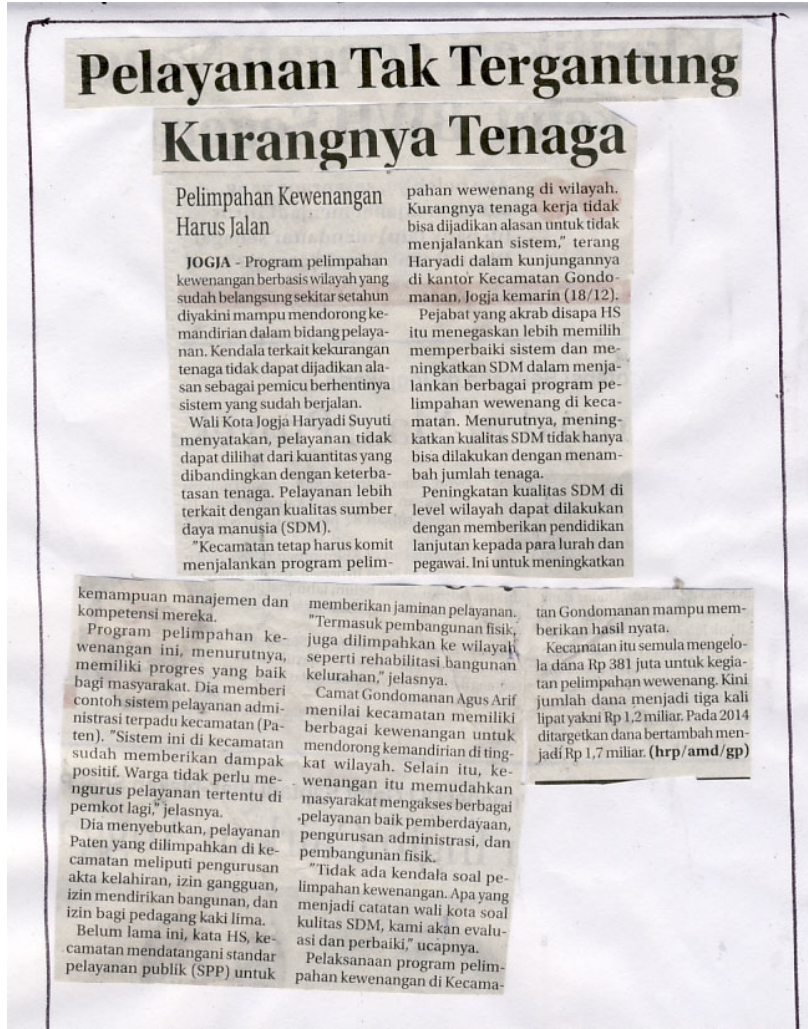 Pelayanan Tak Tergantung
Kurangnya Tenaga
Pelimpahan Kewenangan
Harus Jalan
JOGJA - Program pelimpahan
kewenangan berbasis wilayah yang
sudah belangsung sekitar setahun
diyakini mampu mendorong ke-
mandirian dalam bidang pelaya-
nan. Kendala terkait kekurangan
tenaga tidak dapat dijadikan ala-
san sebagai pemicu berhentinya
sistem yang sudah berjalan.
Wali Kota Jogja Haryadi Suyuti
menyatakan, pelayanan tidak
dapat dilihat dari kuantitas yang
dibandingkan dengan keterba-
tasan tenaga. Pelayanan lebih
terkait dengan kualitas sumber
daya manusia (SDM).
"Kecamatan tetap harus komit
menjalankan program pelim-
pahan wewenang di wilayah.
Kurangnya tenaga kerja tidak
bisa dijadikan alasan untuk tidak
menjalankan sistem," terang
Haryadi dalam kunjungannya
di kantor Kecamatan Gondo-
manan, Jogja kemarin (18/12).
Pejabat yang akrab disapa HS
itu menegaskan lebih memilih
memperbaiki sistem dan me-
ningkatkan SDM dalam menja-
lankan berbagai program pe-
limpahan wewenang di keca-
matan. Menurutnya, mening-
katkan kualitas SDM tidak hanya
bisa dilakukan dengan menam-
bah jumlah tenaga.
Peningkatan kualitas SDM di
level wilayah dapat dilakukan
dengan memberikan pendidikan
lanjutan kepada para lurah dan
pegawai. Ini untuk meningkatkan
kemampuan manajemen dan
kompetensi mereka.
Program pelimpahan ke-
wenangan ini, menurutnya,
memiliki progres yang baik
bagi masyarakat. Dia memberi
contoh sistem pelayanan admi-
nistrasi terpadu kecamatan (Pa-
ten). "Sistem ini di kecamatan
sudah memberikan dampak
positif. Warga tidak perlu me-
ngurus pelayanan tertentu di
pemkot lagi," jelasnya.
Dia menyebutkan, pelayanan
Paten yang dilimpahkan di ke-
camatan meliputi pengurusan
akta kelahiran, izin gangguan,
izin mendirikan bangunan, dan
izin bagi pedagang kaki lima.
Belum lama ini, kata HS, ke-
camatan mendatangani standar
pelayanan publik (SPP) untuk
memberikan jaminan pelayanan.
"Termasuk pembangunan fisik,
juga dilimpahkan ke wilayah
seperti rehabilitasi bangunan
kelurahan," jelasnya.
Camat Gondomanan Agus Arif
menilai kecamatan memiliki
berbagai kewenangan untuk
mendorong kemandirian di ting-
kat wilayah. Selain itu, ke-
wenangan itu memudahkan
masyarakat mengakses berbagai
pelayanan baik pemberdayaan,
pengurusan administrasi, dan
pembangunan fisik.
"Tidak ada kendala soal pe-
limpahan kewenangan. Apa yang
menjadi catatan wali kota soal
kulitas SDM, kami akan evalu-
asi dan perbaiki," ucapnya.
Pelaksanaan program pelim-
pahan kewenangan di Kecama-
tan Gondomanan mampu mem-
berikan hasil nyata.
Kecamatan itu semula mengelo-
la dana Rp 381 juta untuk kegia-
tan pelimpahan wewenang. Kini
jumlah dana menjadi tiga kali
lipat yakni Rp 1,2 miliar. Pada 2014
ditargetkan dana bertambah men-
jadi Rp 1,7 miliar. (hrp/amd/gp)